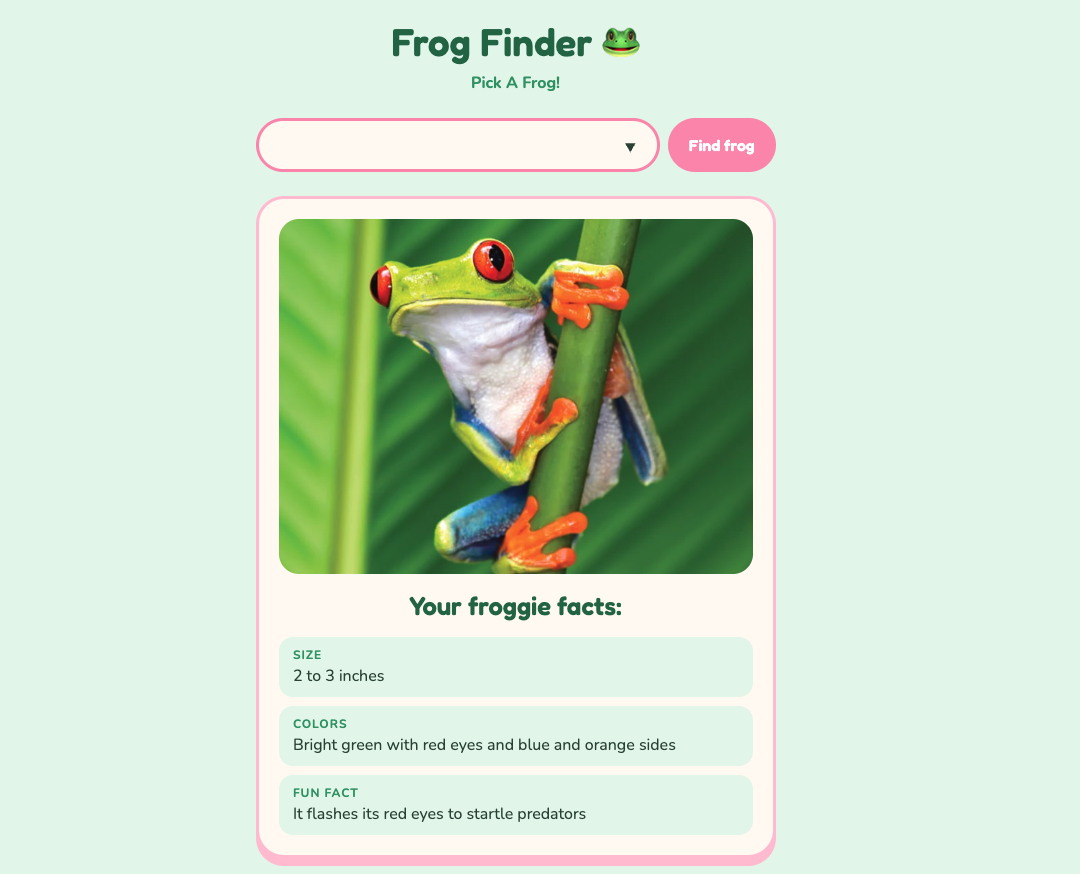 Frog Finder 🐸
Pick A Frog!
Find frog
Your froggie facts:
SIZE
2 to 3 inches
COLORS
Bright green with red eyes and blue and orange sides
FUN FACT
It flashes its red eyes to startle predators